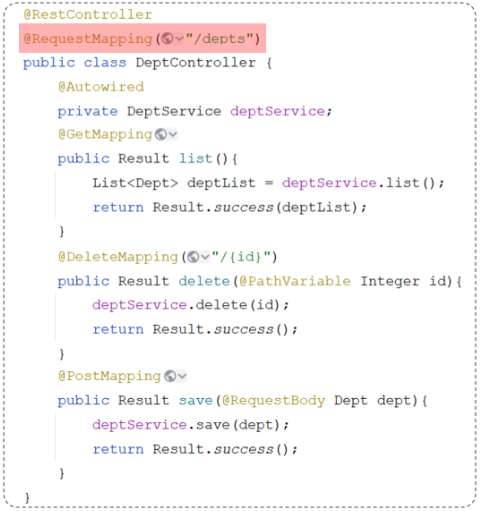 @RestController
@RequestMapping("/depts")
public class DeptController {
@Autowired
private DeptService deptService;
@GetMapping
public Result list(){
List<Dept> deptList = deptService.list();
return Result.success(deptList);
}
@DeleteMapping("/{id}")
public Result delete(@PathVariable Integer id){
deptService.delete(id);
return Result.success();
}
@PostMapping
public Result save(@RequestBody Dept dept){
deptService.save(dept);
return Result.success();
}
}